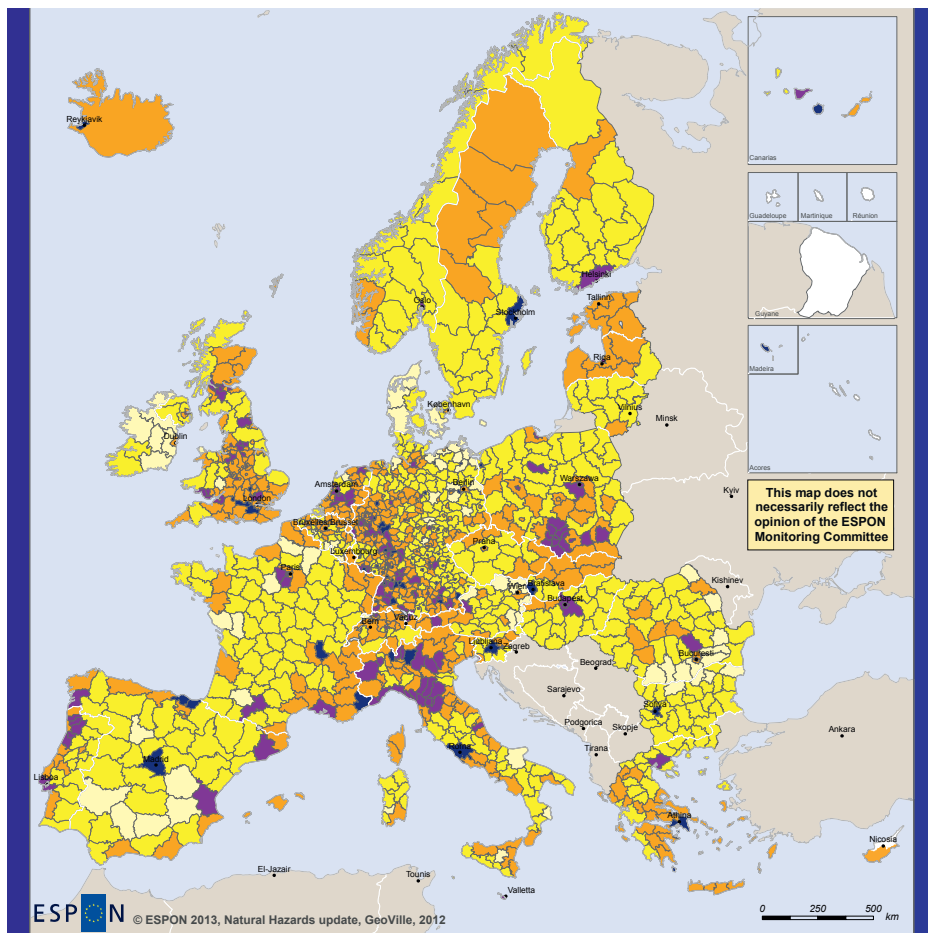 Reykjavik
Canarias
Guadeloupe
Martinique
Réunion
Guyane
Helsinki
Oslo
Tallinn
Stockholm
Riga
Madeira
København
Vilnius
Minsk
Dublin
Acores
Amsterdam
Berlin
Warszawa
London
Kyiv
This map does not
necessarily reflect the
opinion of the ESPON
Monitoring Committee
Bruxelles/Brussel
Praha
Luxembourg
Paris
Kishinev
Wien
Bratislava
Budapest
Bern
Vaduz
Ljubljana
Zagreb
Bucuresti
Beograd
Sarajevo
Sofiya
Podgorica
Skopje
Ankara
Roma
Tirana
Madrid
Lisboa
Athina
Nicosia
El-Jazair
Tounis
Valletta
ESPON
© ESPON 2013, Natural Hazards update, GeoVille, 2012
0 250 500
km